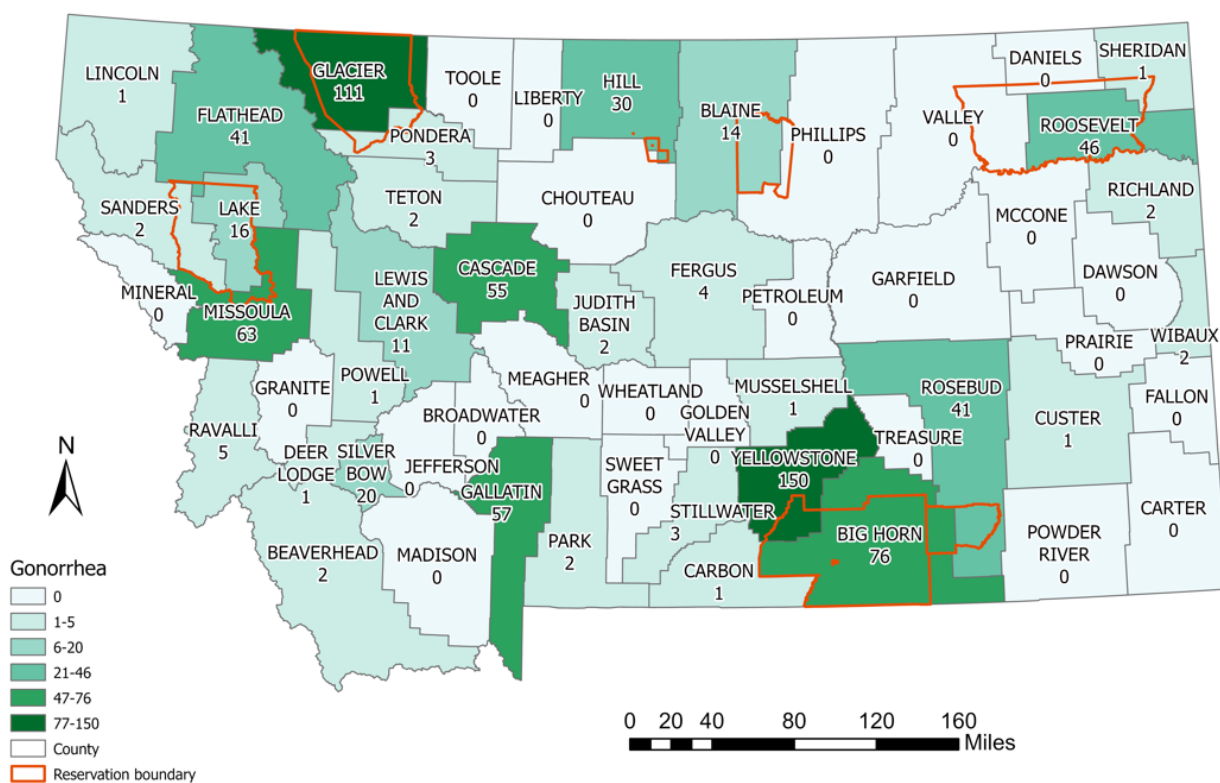 LINCOLN
1
FLATHEAD
41
GLACIER
111
TOOLE
0
LIBERTY
0
HILL
30
BLAINE
14
PHILLIPS
0
VALLEY
0
DANIELS
0
SHERIDAN
1
ROOSEVELT
46
PONDERA
3
TETON
2
CHOUTEAU
0
RICHLAND
2
MCCONE
0
SANDERS
2
LAKE
16
MINERAL
0
MISSOULA
63
LEWIS
AND
CLARK
11
CASCADE
55
JUDITH
BASIN
2
FERGUS
4
PETROLEUM
0
GARFIELD
0
DAWSON
0
WIBAUX
2
PRAIRIE
0
GRANITE
0
POWELL
1
MEAGHER
0
WHEATLAND
0
GOLDEN
VALLEY
0
MUSSELSHELL
1
ROSEBUD
41
TREASURE
0
CUSTER
1
FALLON
0
RAVALLI
5
DEER
LODGE
1
SILVER
BOW
20
BROADWATER
0
JEFFERSON
0
GALLATIN
57
SWEET
GRASS
0
STILLWATER
3
YELLOWSTONE
150
BIG HORN
76
POWDER
RIVER
0
CARTER
0
BEAVERHEAD
2
MADISON
0
PARK
2
CARBON
1
N
Gonorrhea
0
1-5
6-20
21-46
47-76
77-150
County
Reservation boundary
0 20 40 80 120 160
Miles